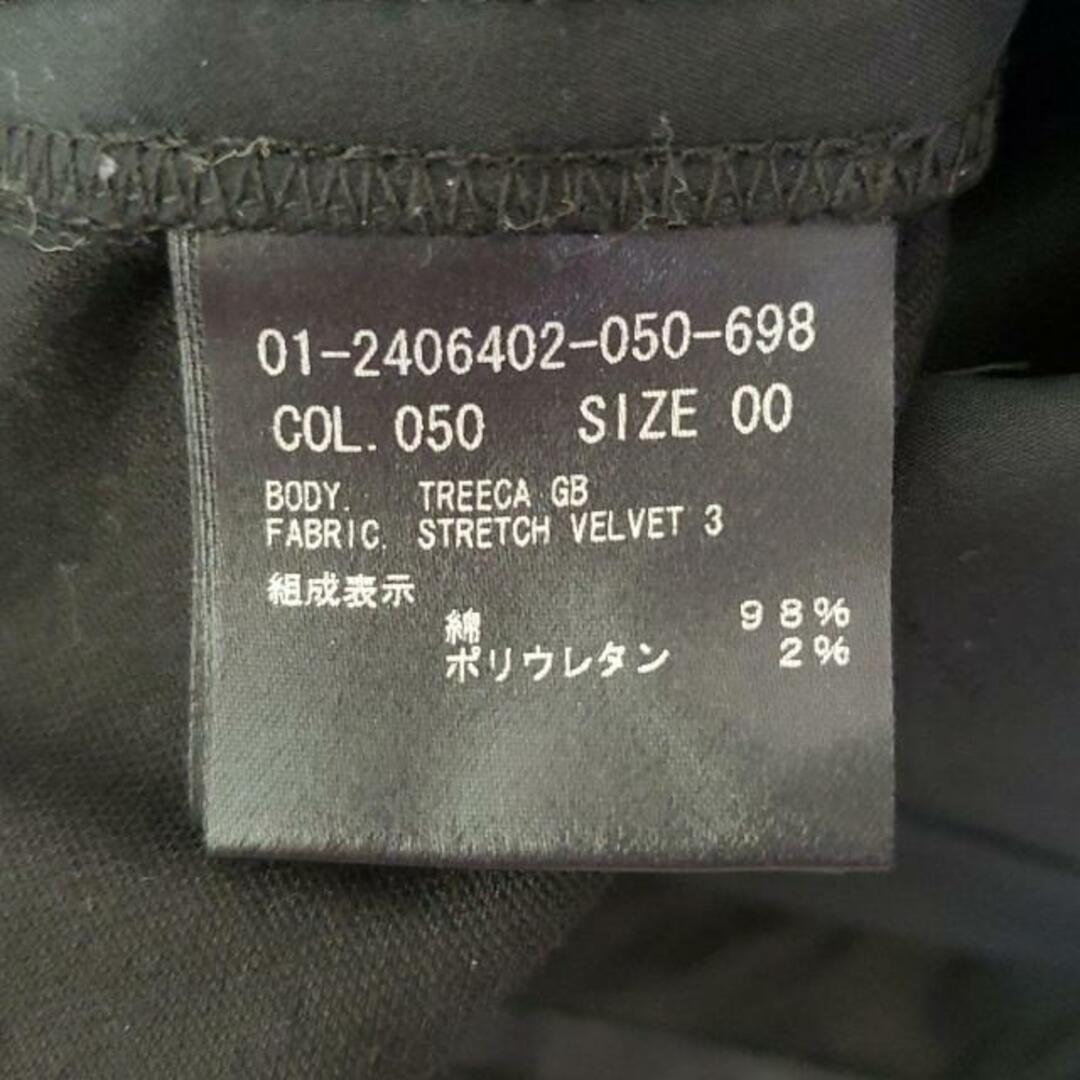 01-2406402-050-698
COL. 050 SIZE 00
BODY. TREECA GB
FABRIC. STRETCH VELVET 3
組成表示
綿 98%
ポリウレタン 2%